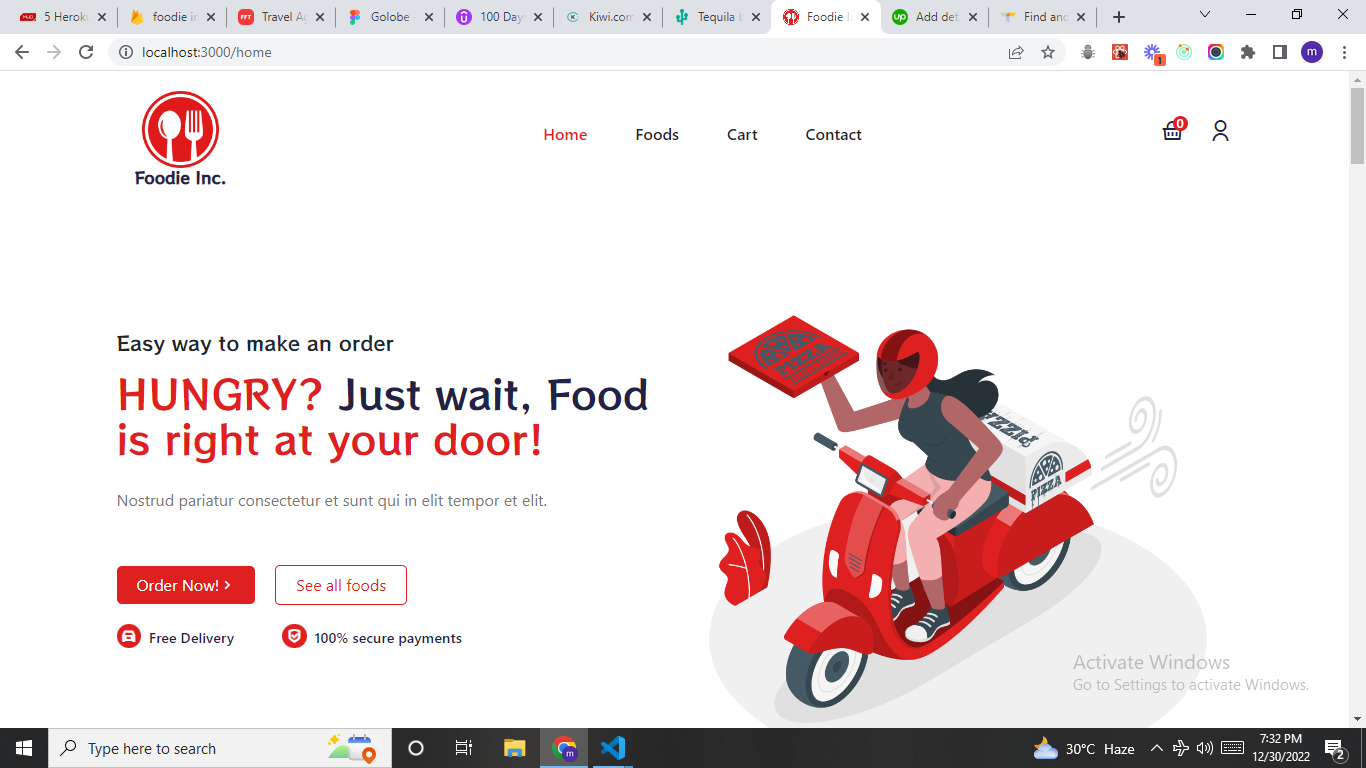 5 Heroku
foodie in
Travel Ag
Golobe
100 Day
Kiwi.com
Tequila b
Foodie I
Add det
Find and
localhost:3000/home
1
m
Foodie Inc.
Home
Foods
Cart
Contact
0
Easy way to make an order
HUNGRY? Just wait, Food
is right at your door!
Nostrud pariatur consectetur et sunt qui in elit tempor et elit.
Order Now!
See all foods
Free Delivery
100% secure payments
PIZZA
PIZZA
PIZZA
Activate Windows
Go to Settings to activate Windows.
Type here to search
30°C Haze
7:32 PM
12/30/2022
2